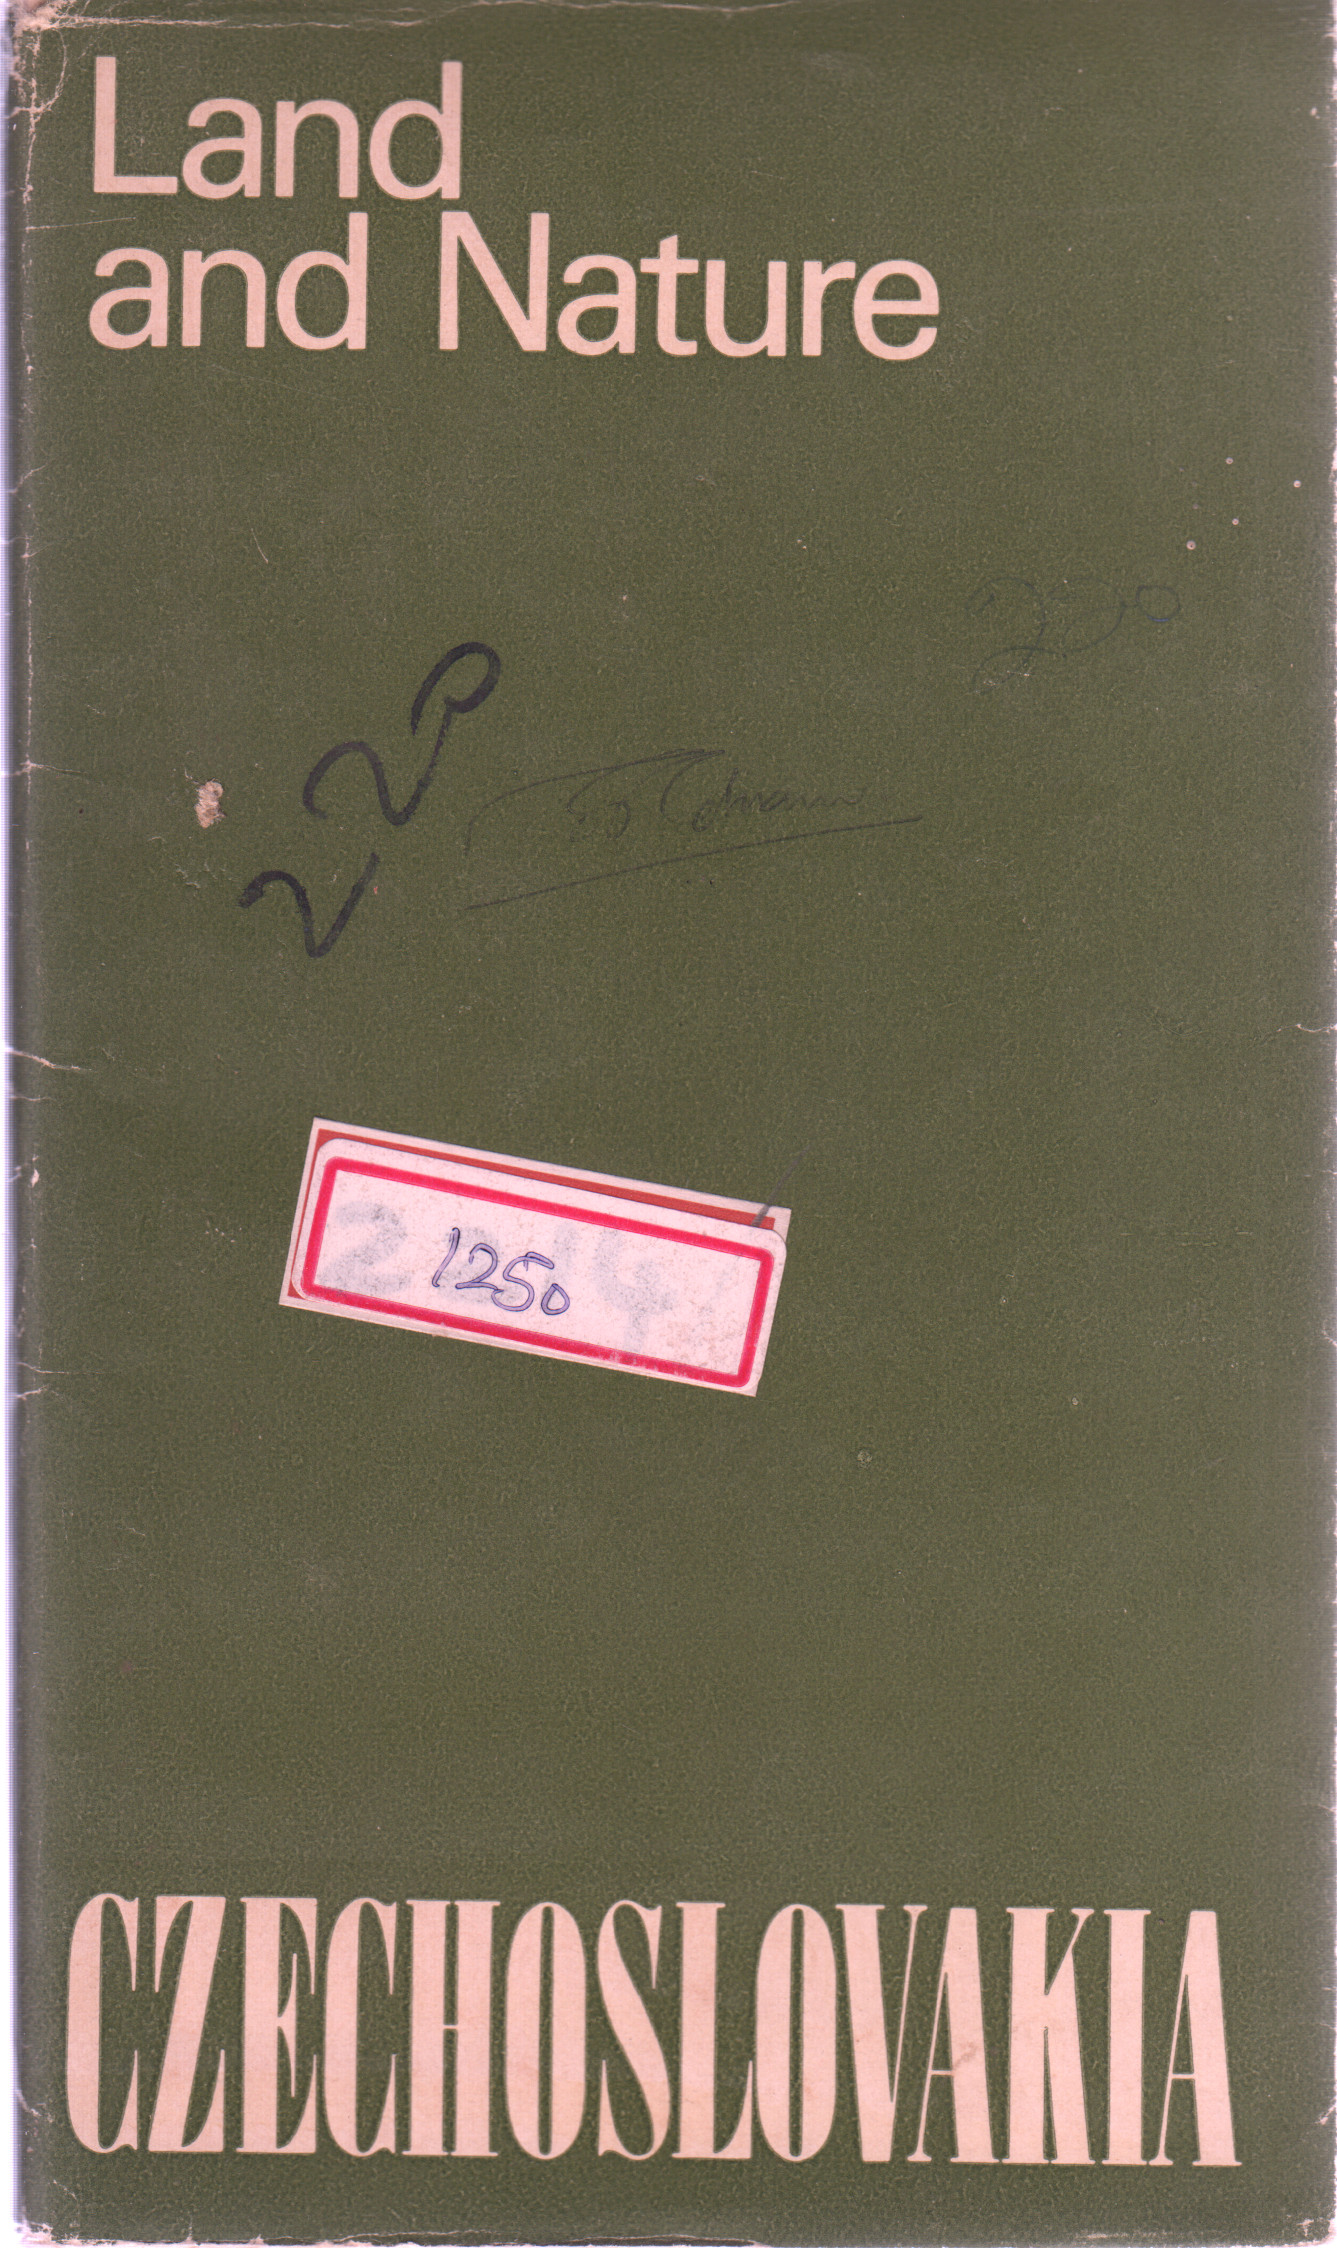 Land
and Nature
1250
CZECHOSLOVAKIA